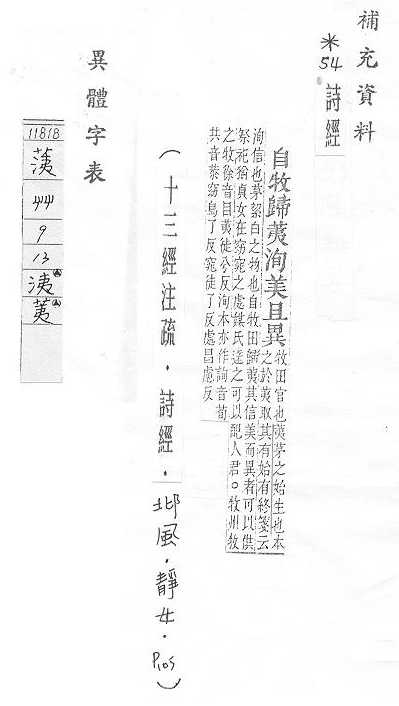 補充資料
※54 詩經
自牧歸荑洵美且異 牧田官也荑茅之始生也本
之於荑取其有始有終箋云
洵信也茅絜白之物也自牧田歸荑其信美而異者可以供
祭祀猶貞女在窈窕之處媒氏達之可以配人君○牧州牧
之牧徐音目荑徒兮反洵本亦作詢音荀
共音恭窈烏了反窕徒了反處昌慮反
(十三經注疏．詩經．邶風．靜女．P105)
異體字表
11818
艸
9
13
洟
荑